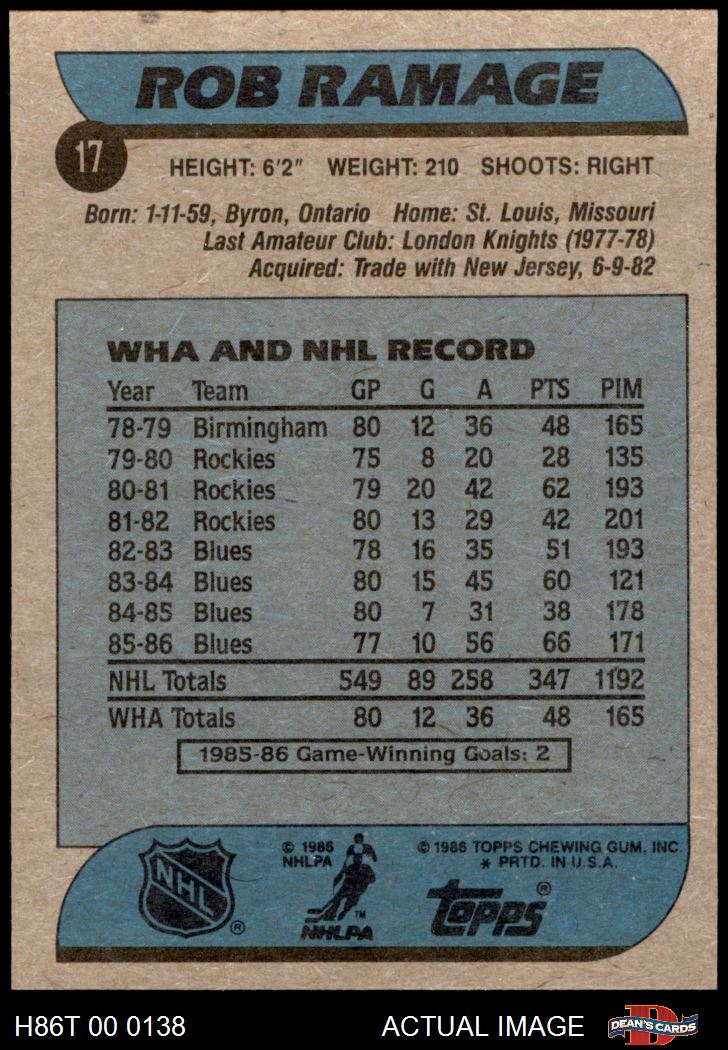 ROB RAMAGE
17
HEIGHT: 6'2" WEIGHT: 210 SHOOTS: RIGHT
Born: 1-11-59, Byron, Ontario Home: St. Louis, Missouri
Last Amateur Club: London Knights (1977-78)
Acquired: Trade with New Jersey, 6-9-82
WHA AND NHL RECORD
Year Team GP G A PTS PIM
78-79 Birmingham 80 12 36 48 165
79-80 Rockies 75 8 20 28 135
80-81 Rockies 79 20 42 62 193
81-82 Rockies 80 13 29 42 201
82-83 Blues 78 16 35 51 193
83-84 Blues 80 15 45 60 121
84-85 Blues 80 7 31 38 178
85-86 Blues 77 10 56 66 171
NHL Totals 549 89 258 347 1192
WHA Totals 80 12 36 48 165
1985-86 Game-Winning Goals: 2
NHL ®
© 1986
NHLPA
TM
NHLPA
© 1986 TOPPS CHEWING GUM, INC.
* PRTD. IN U.S.A.
topps ®
H86T 00 0138 ACTUAL IMAGE
D
DEAN'S CARDS